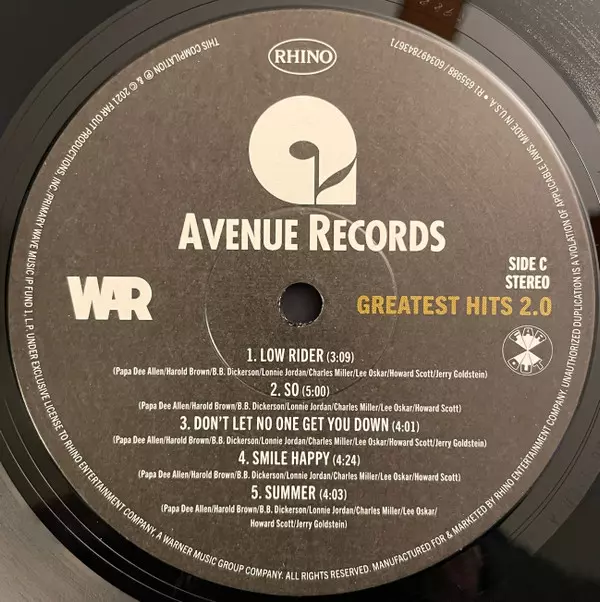 RHINO
AVENUE RECORDS
WAR
SIDE C
STEREO
GREATEST HITS 2.0
FAR OUT
1. LOW RIDER (3:09)
(Papa Dee Allen/Harold Brown/B.B. Dickerson/Lonnie Jordan/Charles Miller/Lee Oskar/Howard Scott/Jerry Goldstein)
2. SO (5:00)
(Papa Dee Allen/Harold Brown/B.B. Dickerson/Lonnie Jordan/Charles Miller/Lee Oskar/Howard Scott)
3. DON'T LET NO ONE GET YOU DOWN (4:01)
(Papa Dee Allen/Harold Brown/B.B. Dickerson/Lonnie Jordan/Charles Miller/Lee Oskar/Howard Scott/Jerry Goldstein)
4. SMILE HAPPY (4:24)
(Papa Dee Allen/Harold Brown/B.B. Dickerson/Lonnie Jordan/Charles Miller/Lee Oskar/Howard Scott)
5. SUMMER (4:03)
(Papa Dee Allen/Harold Brown/B.B. Dickerson/Lonnie Jordan/Charles Miller/Lee Oskar/
Howard Scott/Jerry Goldstein)
THIS COMPILATION ℗ & © 2021 FAR OUT PRODUCTIONS, INC./PRIMARY WAVE MUSIC IP FUND 1, L.P. UNDER EXCLUSIVE LICENSE TO RHINO ENTERTAINMENT COMPANY, A WARNER MUSIC GROUP COMPANY. ALL RIGHTS RESERVED. MANUFACTURED FOR & MARKETED BY RHINO ENTERTAINMENT COMPANY. UNAUTHORIZED DUPLICATION IS A VIOLATION OF APPLICABLE LAWS. MADE IN U.S.A. • R1 655988 / 603497843671